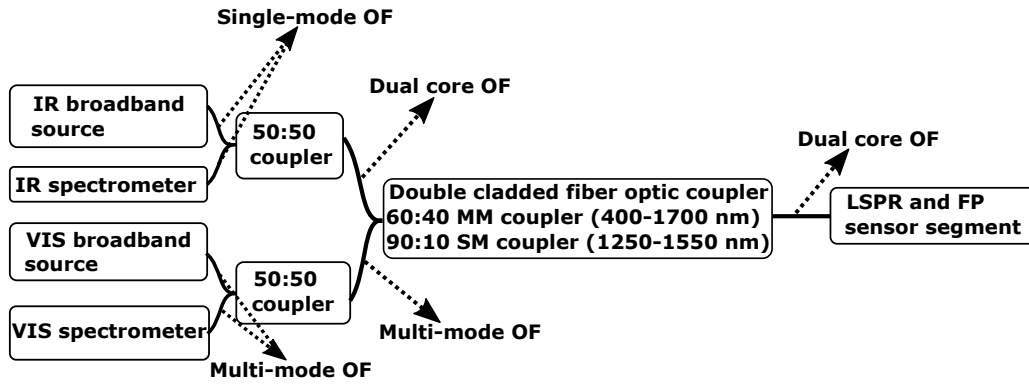 Single-mode OF
Dual core OF
IR broadband
source
50:50
coupler
IR spectrometer
Dual core OF
Double cladded fiber optic coupler
60:40 MM coupler (400-1700 nm)
90:10 SM coupler (1250-1550 nm)
LSPR and FP
sensor segment
VIS broadband
source
50:50
coupler
VIS spectrometer
Multi-mode OF
Multi-mode OF